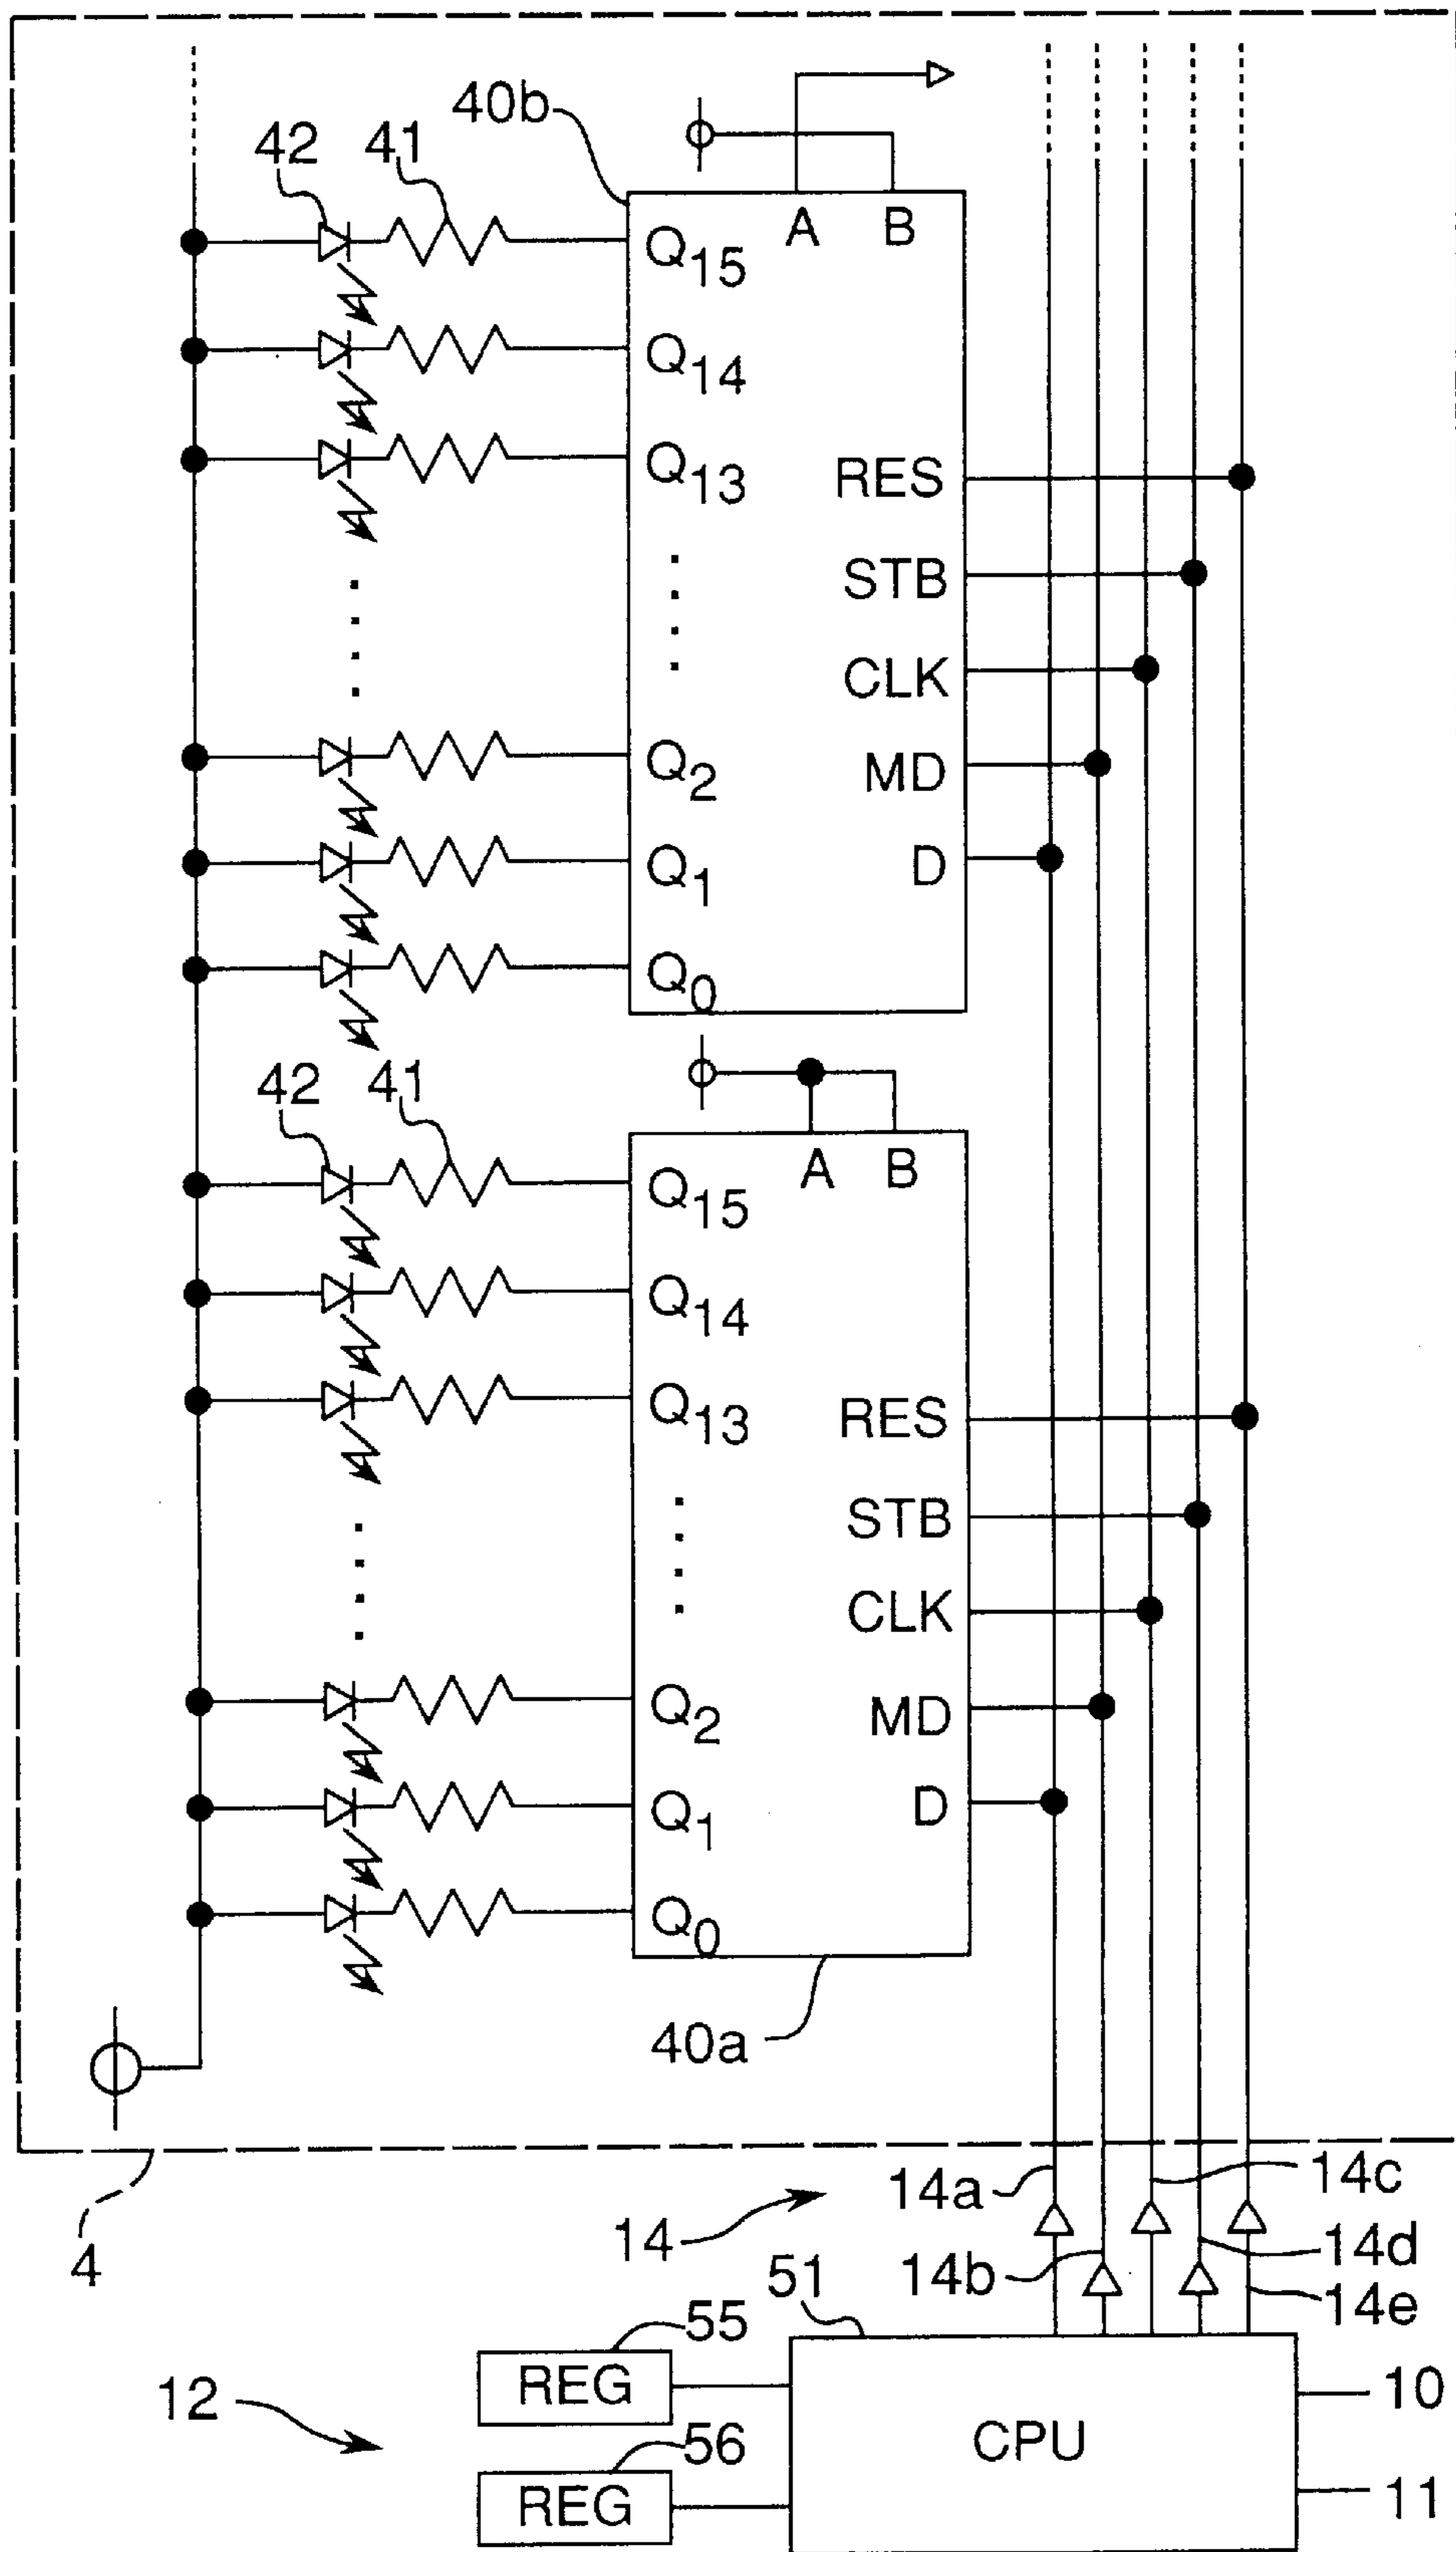 40b
42 41
A B
Q15
Q14
Q13
RES
STB
CLK
Q2 MD
Q1 D
Q0
42 41
A B
Q15
Q14
Q13
RES
STB
CLK
Q2 MD
Q1 D
Q0
40a
14a 14c
14
4 14b 14d
51
14e
55
REG 10
12
CPU
56
REG 11